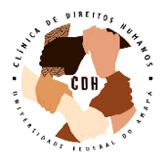 CLÍNICA DE DIREITOS HUMANOS
CDH
UNIVERSIDADE FEDERAL DO AMAPÁ